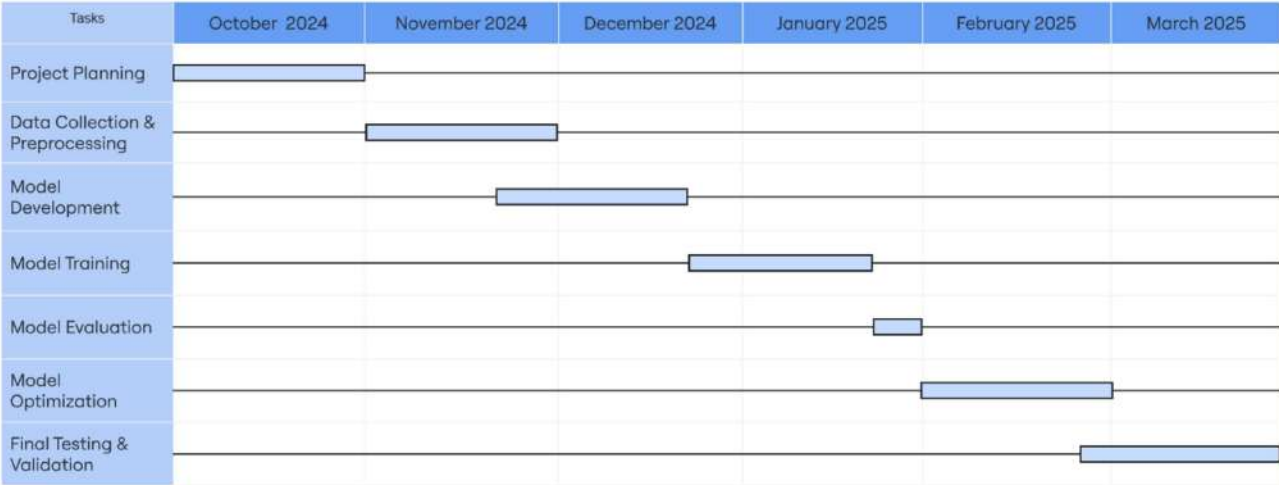 Tasks
October 2024
November 2024
December 2024
January 2025
February 2025
March 2025
Project Planning
Data Collection &
Preprocessing
Model
Development
Model Training
Model Evaluation
Model
Optimization
Final Testing &
Validation